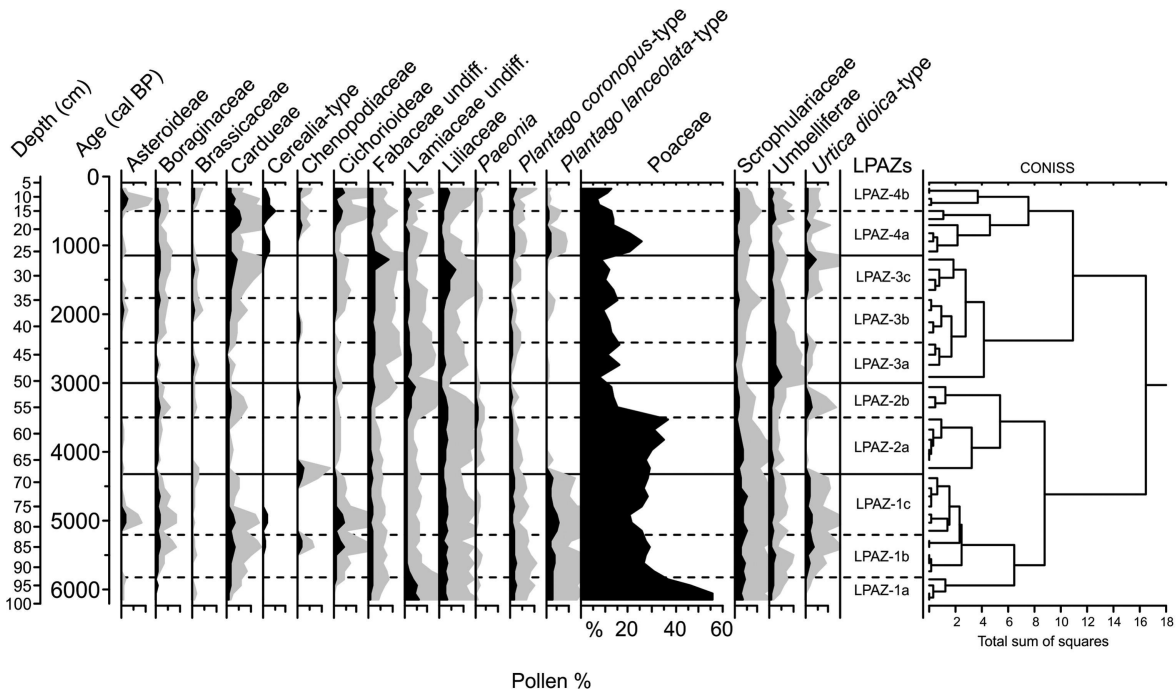 Depth (cm)
Age (cal BP)
Asteroideae
Boraginaceae
Brassicaceae
Cardueae
Cerealia-type
Chenopodiaceae
Cichorioideae
Fabaceae undiff.
Lamiaceae undiff.
Liliaceae
Paeonia
Plantago coronopus-type
Plantago lanceolata-type
Poaceae
Scrophulariaceae
Umbelliferae
Urtica dioica-type
LPAZs
CONISS
5
10
15
20
25
30
35
40
45
50
55
60
65
70
75
80
85
90
95
100
0
1000
2000
3000
4000
5000
6000
LPAZ-4b
LPAZ-4a
LPAZ-3c
LPAZ-3b
LPAZ-3a
LPAZ-2b
LPAZ-2a
LPAZ-1c
LPAZ-1b
LPAZ-1a
% 20 40 60
2 4 6 8 10 12 14 16 18
Total sum of squares
Pollen %